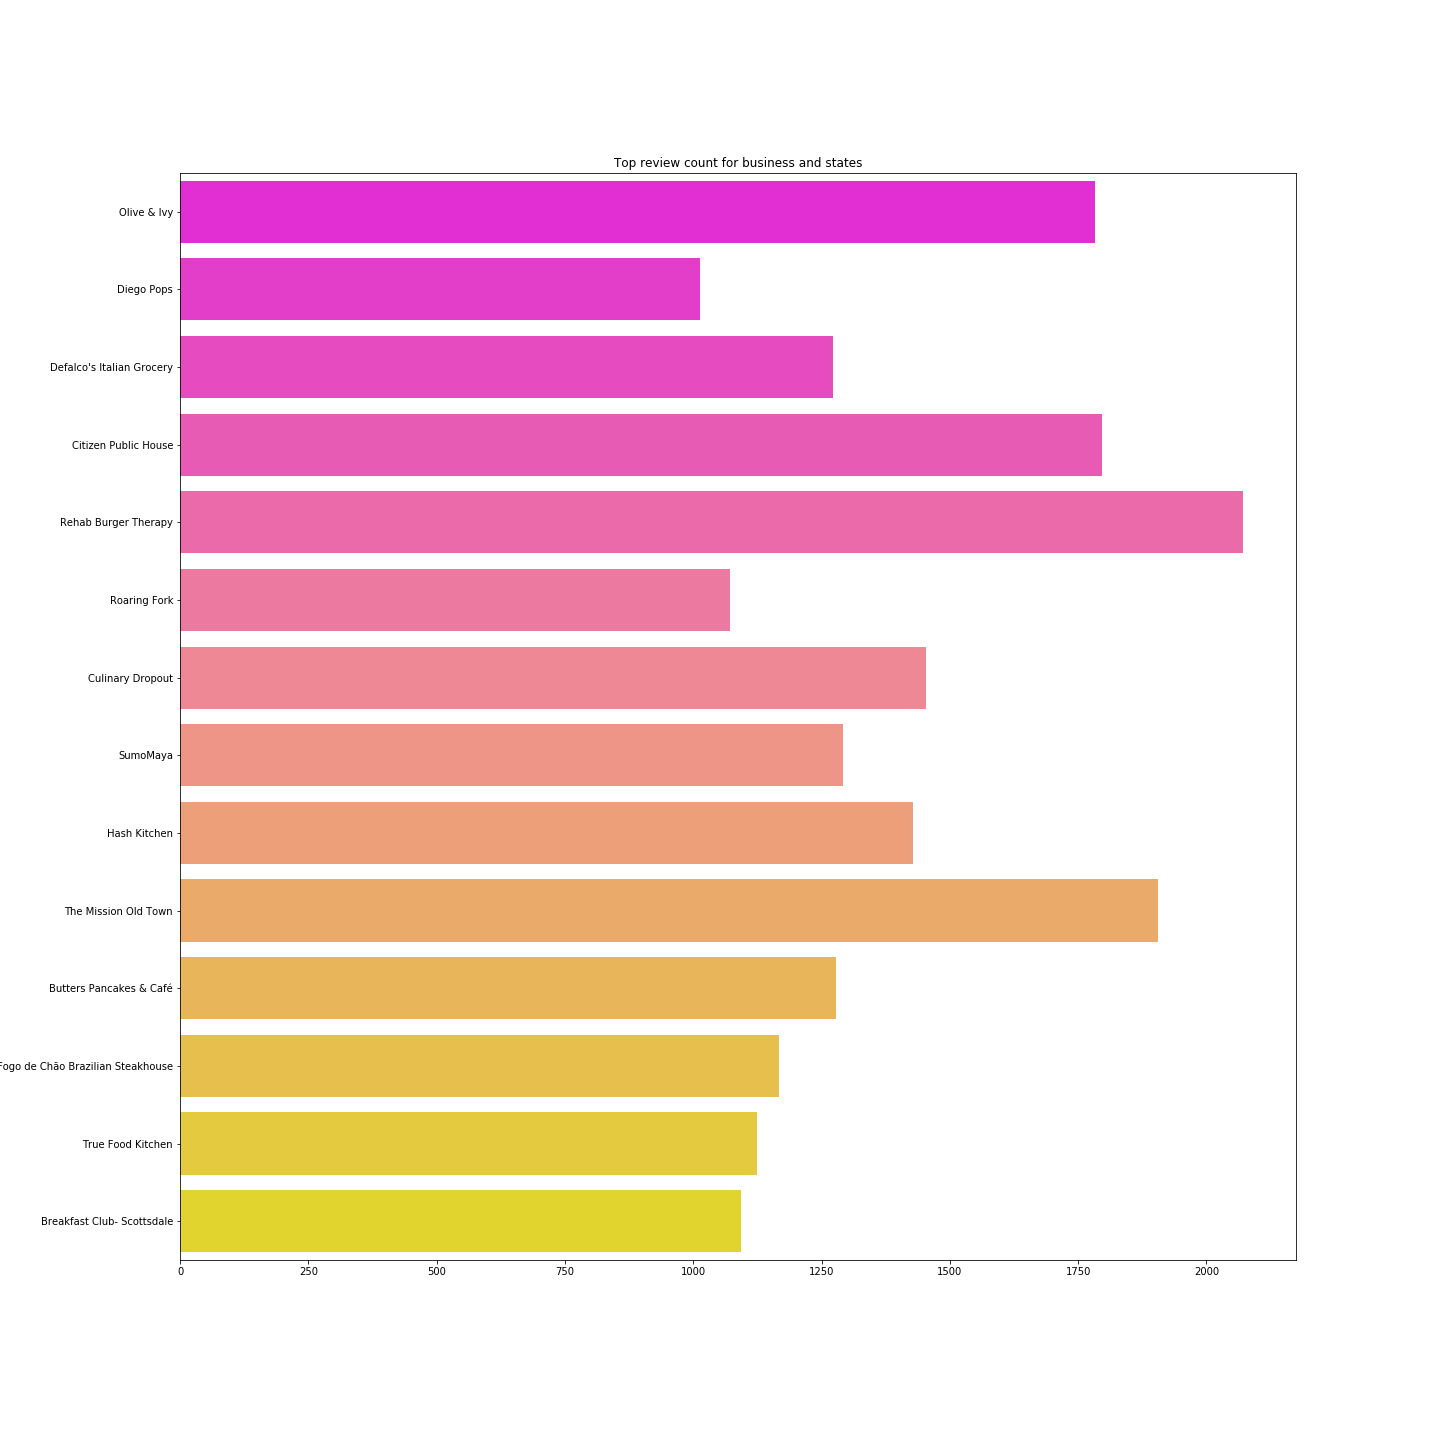 Top review count for business and states
Olive & Ivy
Diego Pops
Defalco's Italian Grocery
Citizen Public House
Rehab Burger Therapy
Roaring Fork
Culinary Dropout
SumoMaya
Hash Kitchen
The Mission Old Town
Butters Pancakes & Café
Fogo de Chão Brazilian Steakhouse
True Food Kitchen
Breakfast Club- Scottsdale
0 250 500 750 1000 1250 1500 1750 2000